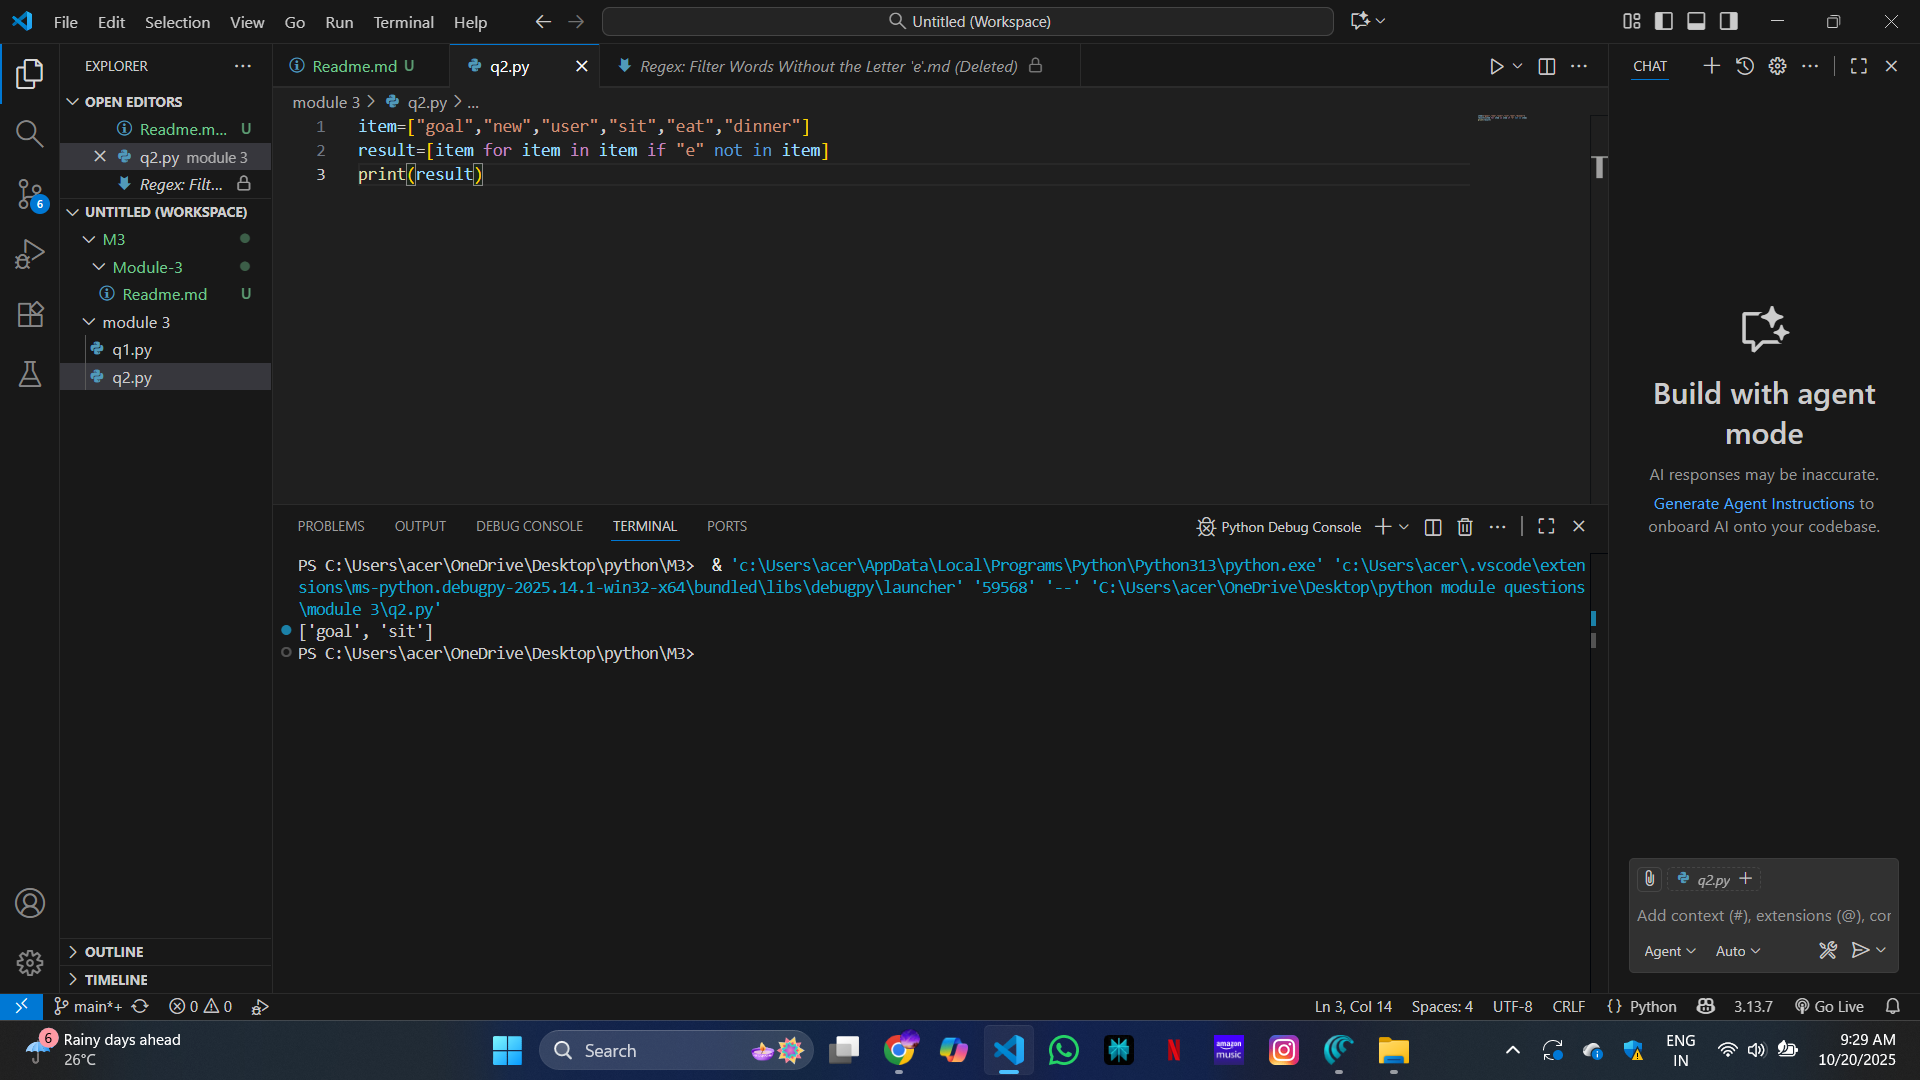 File Edit Selection View Go Run Terminal Help
Untitled (Workspace)
EXPLORER
OPEN EDITORS
Readme.m... U
q2.py module 3
Regex: Filt...
6
UNTITLED (WORKSPACE)
M3
Module-3
Readme.md U
module 3
q1.py
q2.py
OUTLINE
TIMELINE
Readme.md U
q2.py
Regex: Filter Words Without the Letter 'e'.md (Deleted)
module 3 > q2.py > ...
1 item=["goal","new","user","sit","eat","dinner"]
2 result=[item for item in item if "e" not in item]
3 print(result)
PROBLEMS OUTPUT DEBUG CONSOLE TERMINAL PORTS
Python Debug Console
PS C:\Users\acer\OneDrive\Desktop\python\M3>  & 'c:\Users\acer\AppData\Local\Programs\Python\Python313\python.exe' 'c:\Users\acer\.vscode\exten
sions\ms-python.debugpy-2025.14.1-win32-x64\bundled\libs\debugpy\launcher' '59568' '--' 'C:\Users\acer\OneDrive\Desktop\python module questions
\module 3\q2.py'
['goal', 'sit']
PS C:\Users\acer\OneDrive\Desktop\python\M3>
CHAT
Build with agent
mode
AI responses may be inaccurate.
Generate Agent Instructions to
onboard AI onto your codebase.
q2.py
Add context (#), extensions (@), cor
Agent Auto
main*+ 0 0
Ln 3, Col 14 Spaces: 4 UTF-8 CRLF {} Python 3.13.7 Go Live
6
Rainy days ahead
26°C
Search
amazon
music
ENG
IN
9:29 AM
10/20/2025